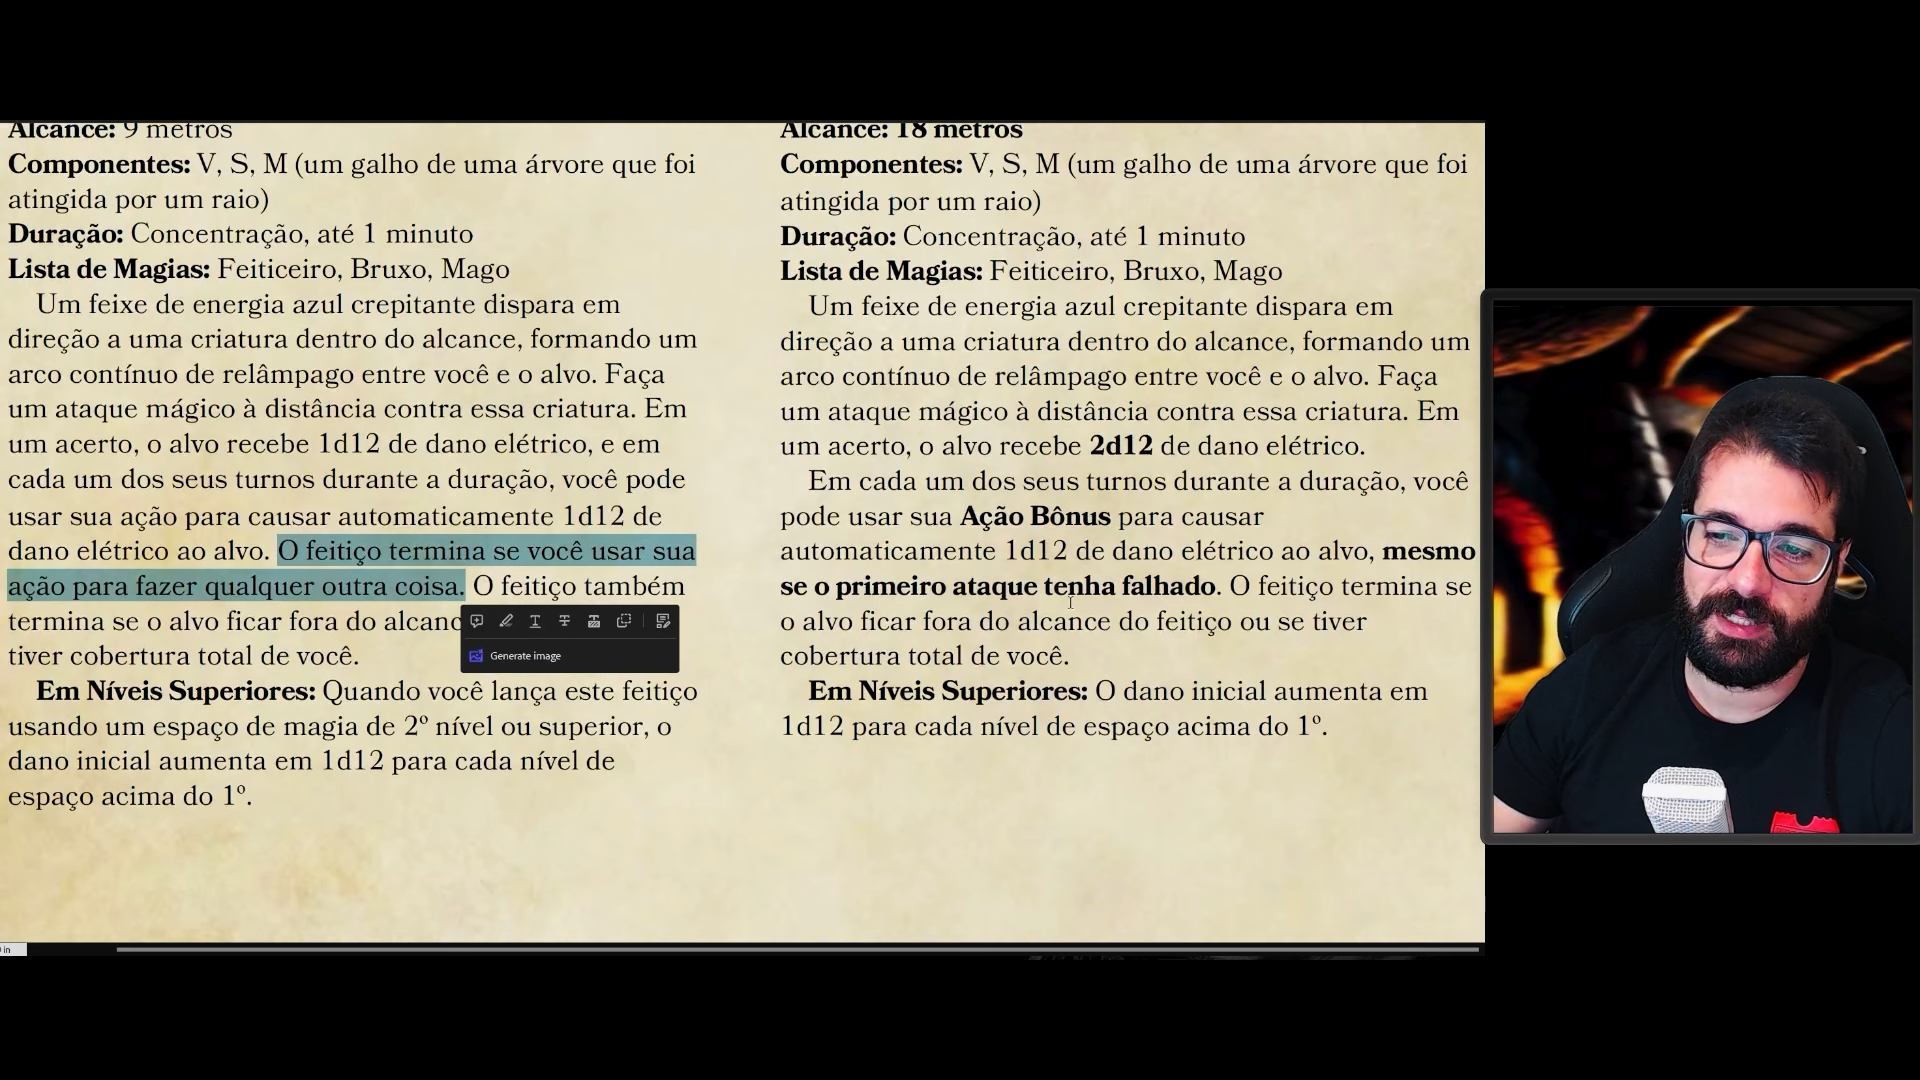 Alcance: 9 metros
Componentes: V, S, M (um galho de uma árvore que foi
atingida por um raio)
Duração: Concentração, até 1 minuto
Lista de Magias: Feiticeiro, Bruxo, Mago
Um feixe de energia azul crepitante dispara em
direção a uma criatura dentro do alcance, formando um
arco contínuo de relâmpago entre você e o alvo. Faça
um ataque mágico à distância contra essa criatura. Em
um acerto, o alvo recebe 1d12 de dano elétrico, e em
cada um dos seus turnos durante a duração, você pode
usar sua ação para causar automaticamente 1d12 de
dano elétrico ao alvo. O feitiço termina se você usar sua
ação para fazer qualquer outra coisa. O feitiço também
termina se o alvo ficar fora do alcanc
tiver cobertura total de você.
Em Níveis Superiores: Quando você lança este feitiço
usando um espaço de magia de 2º nível ou superior, o
dano inicial aumenta em 1d12 para cada nível de
espaço acima do 1º.
Generate image
Alcance: 18 metros
Componentes: V, S, M (um galho de uma árvore que foi
atingida por um raio)
Duração: Concentração, até 1 minuto
Lista de Magias: Feiticeiro, Bruxo, Mago
Um feixe de energia azul crepitante dispara em
direção a uma criatura dentro do alcance, formando um
arco contínuo de relâmpago entre você e o alvo. Faça
um ataque mágico à distância contra essa criatura. Em
um acerto, o alvo recebe 2d12 de dano elétrico.
Em cada um dos seus turnos durante a duração, você
pode usar sua Ação Bônus para causar
automaticamente 1d12 de dano elétrico ao alvo, mesmo
se o primeiro ataque tenha falhado. O feitiço termina se
o alvo ficar fora do alcance do feitiço ou se tiver
cobertura total de você.
Em Níveis Superiores: O dano inicial aumenta em
1d12 para cada nível de espaço acima do 1º.
in